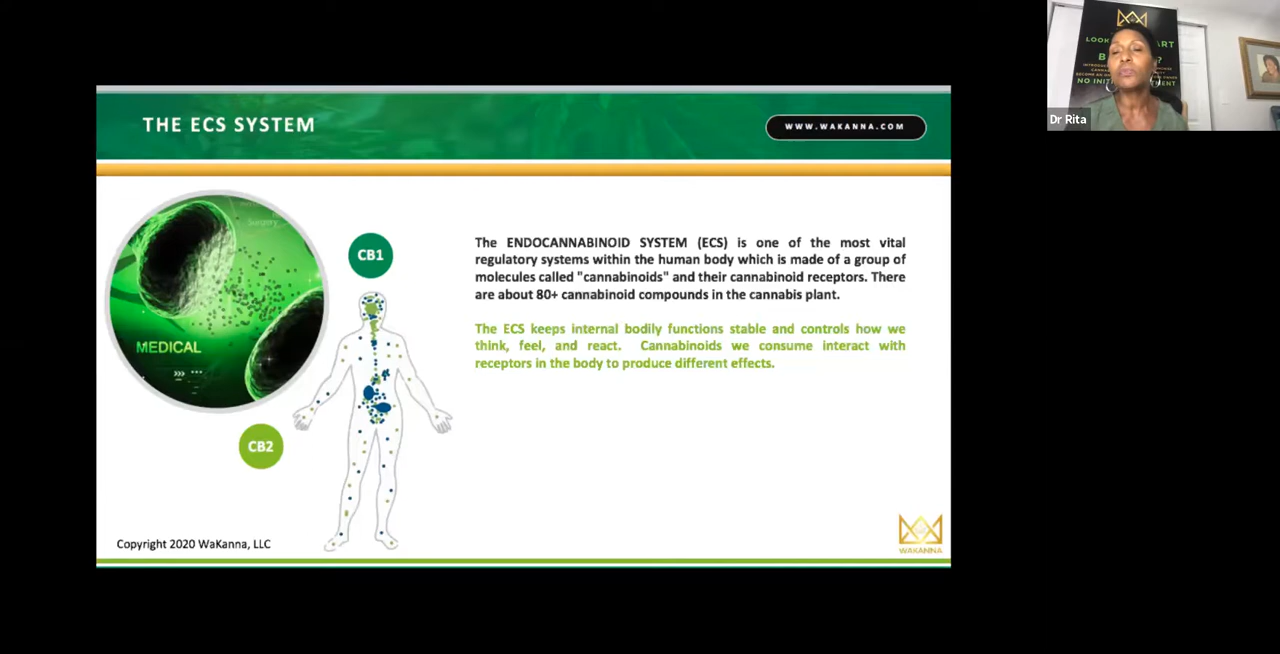 THE ECS SYSTEM
WWW.WAKANNA.COM
MEDICAL
CB1
CB2
The ENDOCANNABINOID SYSTEM (ECS) is one of the most vital
regulatory systems within the human body which is made of a group of
molecules called "cannabinoids" and their cannabinoid receptors. There
are about 80+ cannabinoid compounds in the cannabis plant.
The ECS keeps internal bodily functions stable and controls how we
think, feel, and react. Cannabinoids we consume interact with
receptors in the body to produce different effects.
Copyright 2020 WaKanna, LLC
WAKANNA
Dr Rita